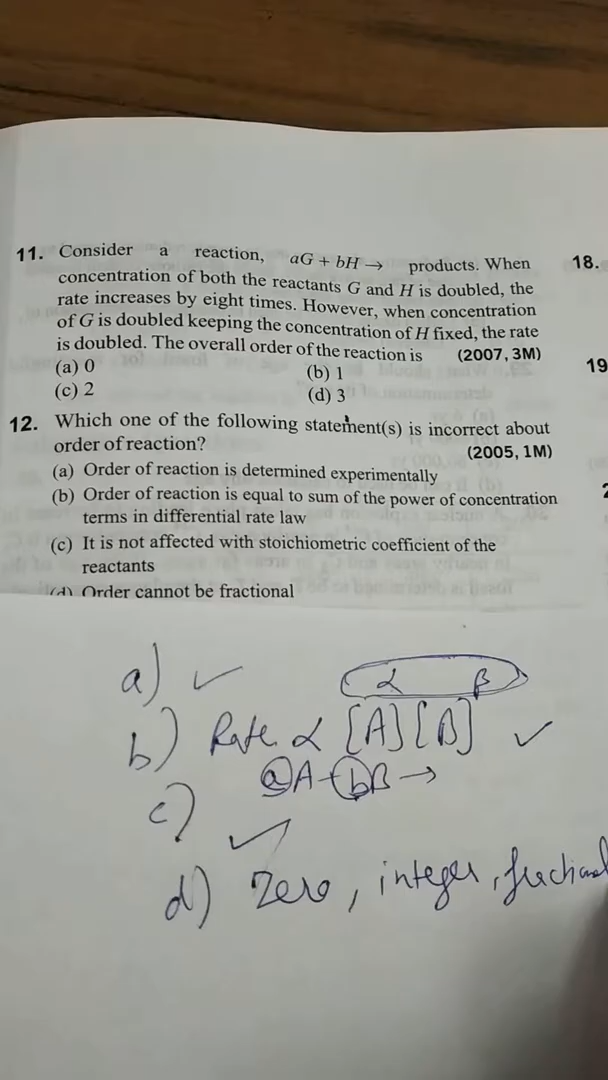 11. Consider a reaction, aG + bH → products. When
concentration of both the reactants G and H is doubled, the
rate increases by eight times. However, when concentration
of G is doubled keeping the concentration of H fixed, the rate
is doubled. The overall order of the reaction is (2007, 3M)
(a) 0 (b) 1
(c) 2 (d) 3
12. Which one of the following statement(s) is incorrect about
order of reaction? (2005, 1M)
(a) Order of reaction is determined experimentally
(b) Order of reaction is equal to sum of the power of concentration
terms in differential rate law
(c) It is not affected with stoichiometric coefficient of the
reactants
(d) Order cannot be fractional
18.
19
2
a) ✓
α β
b) Rate α [A] [B] ✓
aA + bB →
c) ✓
d) Zero, integer, fractional